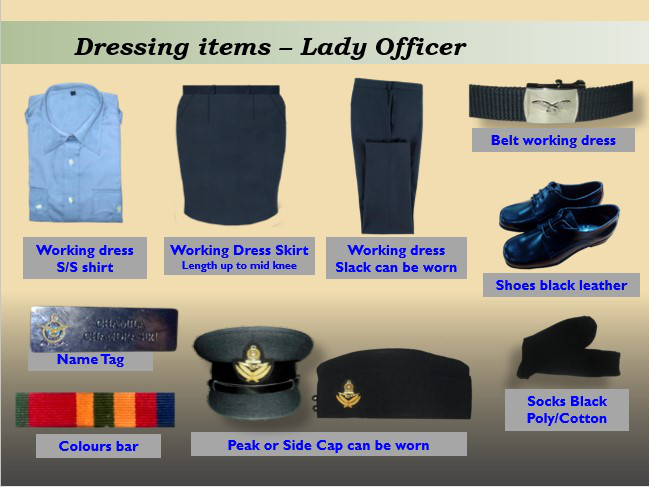 Dressing items – Lady Officer
Belt working dress
Working dress
S/S shirt
Working Dress Skirt
Length up to mid knee
Working dress
Slack can be worn
Shoes black leather
Name Tag
Colours bar
Peak or Side Cap can be worn
Socks Black
Poly/Cotton